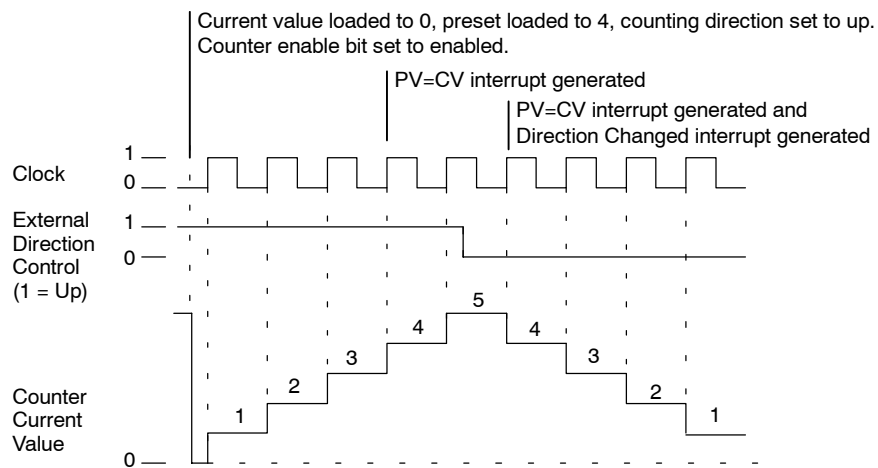 Current value loaded to 0, preset loaded to 4, counting direction set to up.
Counter enable bit set to enabled.
PV=CV interrupt generated
PV=CV interrupt generated and
Direction Changed interrupt generated
Clock
1
0
External
Direction
Control
(1 = Up)
1
0
Counter
Current
Value
0
1
2
3
4
5
4
3
2
1